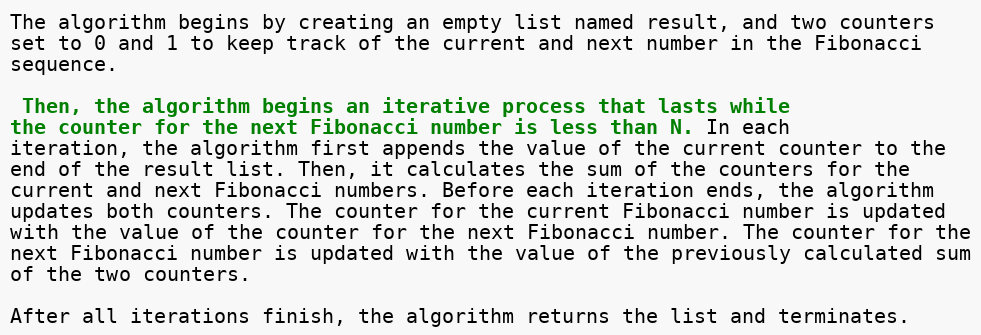 The algorithm begins by creating an empty list named result, and two counters
set to 0 and 1 to keep track of the current and next number in the Fibonacci
sequence.
Then, the algorithm begins an iterative process that lasts while
the counter for the next Fibonacci number is less than N. In each
iteration, the algorithm first appends the value of the current counter to the
end of the result list. Then, it calculates the sum of the counters for the
current and next Fibonacci numbers. Before each iteration ends, the algorithm
updates both counters. The counter for the current Fibonacci number is updated
with the value of the counter for the next Fibonacci number. The counter for the
next Fibonacci number is updated with the value of the previously calculated sum
of the two counters.
After all iterations finish, the algorithm returns the list and terminates.